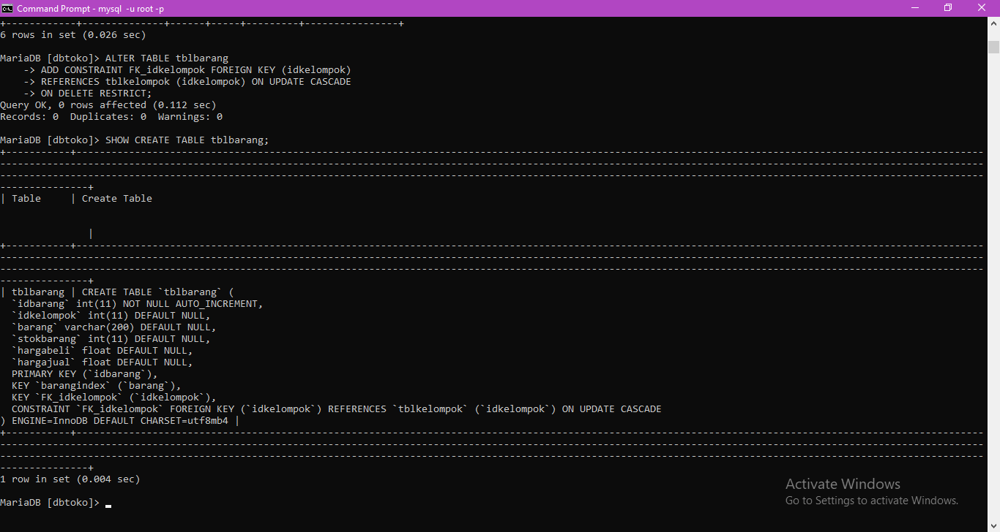 Command Prompt - mysql -u root -p
+------------+--------------+------+-----+---------+----------------+
6 rows in set (0.026 sec)
MariaDB [dbtoko]> ALTER TABLE tblbarang
    -> ADD CONSTRAINT FK_idkelompok FOREIGN KEY (idkelompok)
    -> REFERENCES tblkelompok (idkelompok) ON UPDATE CASCADE
    -> ON DELETE RESTRICT;
Query OK, 0 rows affected (0.112 sec)
Records: 0  Duplicates: 0  Warnings: 0
MariaDB [dbtoko]> SHOW CREATE TABLE tblbarang;
| Table     | Create Table
|
| tblbarang | CREATE TABLE `tblbarang` (
  `idbarang` int(11) NOT NULL AUTO_INCREMENT,
  `idkelompok` int(11) DEFAULT NULL,
  `barang` varchar(200) DEFAULT NULL,
  `stokbarang` int(11) DEFAULT NULL,
  `hargabeli` float DEFAULT NULL,
  `hargajual` float DEFAULT NULL,
  PRIMARY KEY (`idbarang`),
  KEY `barangindex` (`barang`),
  KEY `FK_idkelompok` (`idkelompok`),
  CONSTRAINT `FK_idkelompok` FOREIGN KEY (`idkelompok`) REFERENCES `tblkelompok` (`idkelompok`) ON UPDATE CASCADE
) ENGINE=InnoDB DEFAULT CHARSET=utf8mb4 |
1 row in set (0.004 sec)
MariaDB [dbtoko]>
Activate Windows
Go to Settings to activate Windows.